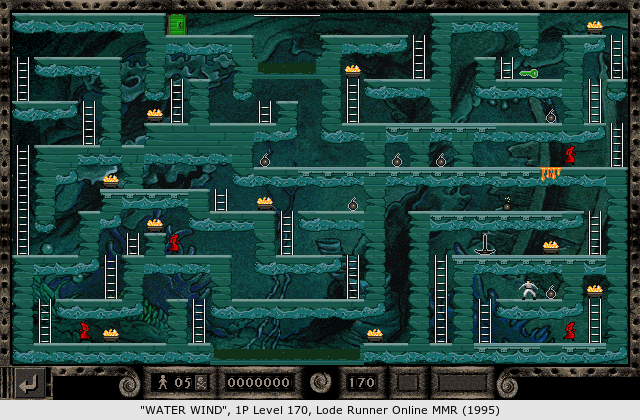 05 0000000 170
"WATER WIND", 1P Level 170, Lode Runner Online MMR (1995)